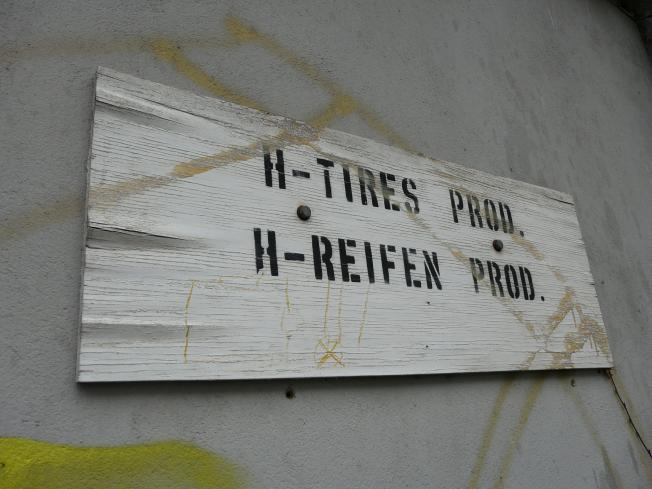 H-TIRES PROD.
H-REIFEN PROD.